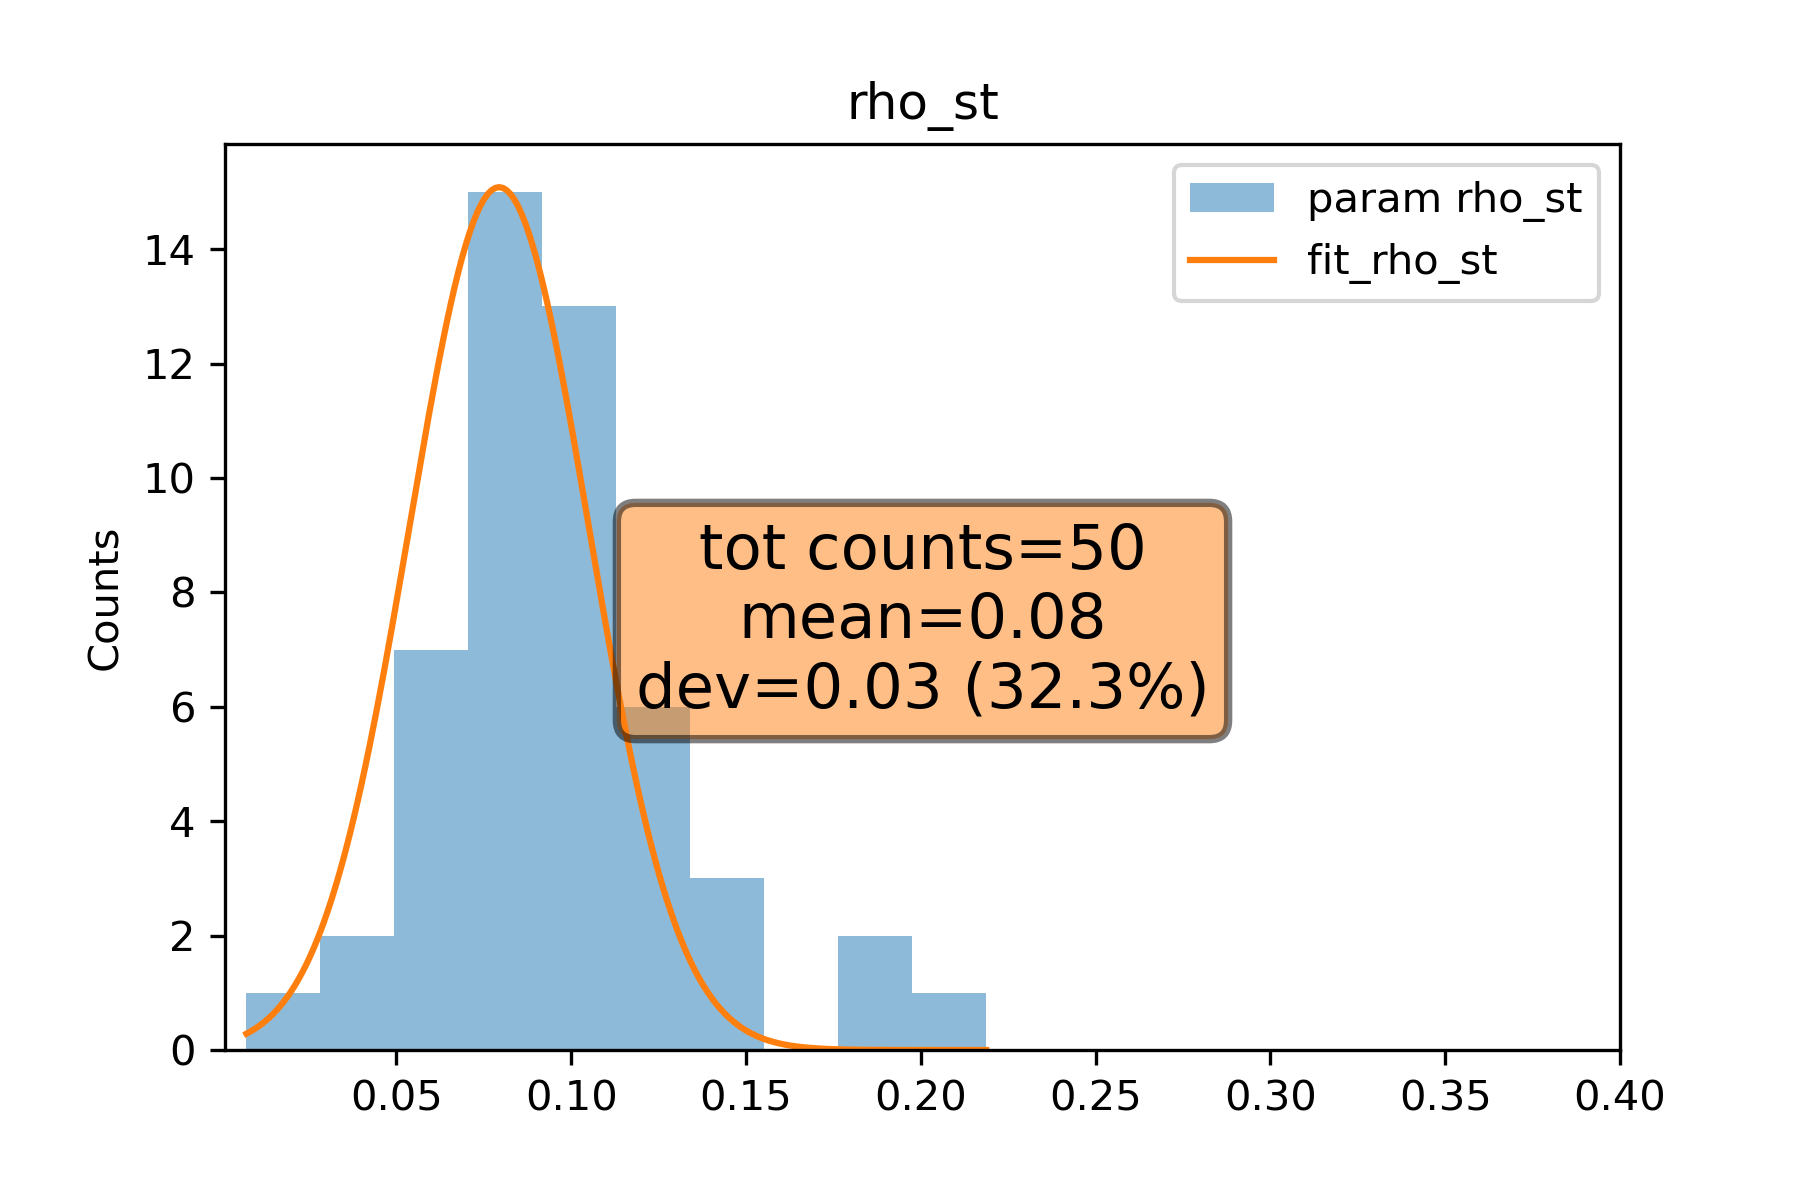 rho_st
param rho_st
fit_rho_st
Counts
14
12
10
8
6
4
2
0
tot counts=50
mean=0.08
dev=0.03 (32.3%)
0.05 0.10 0.15 0.20 0.25 0.30 0.35 0.40